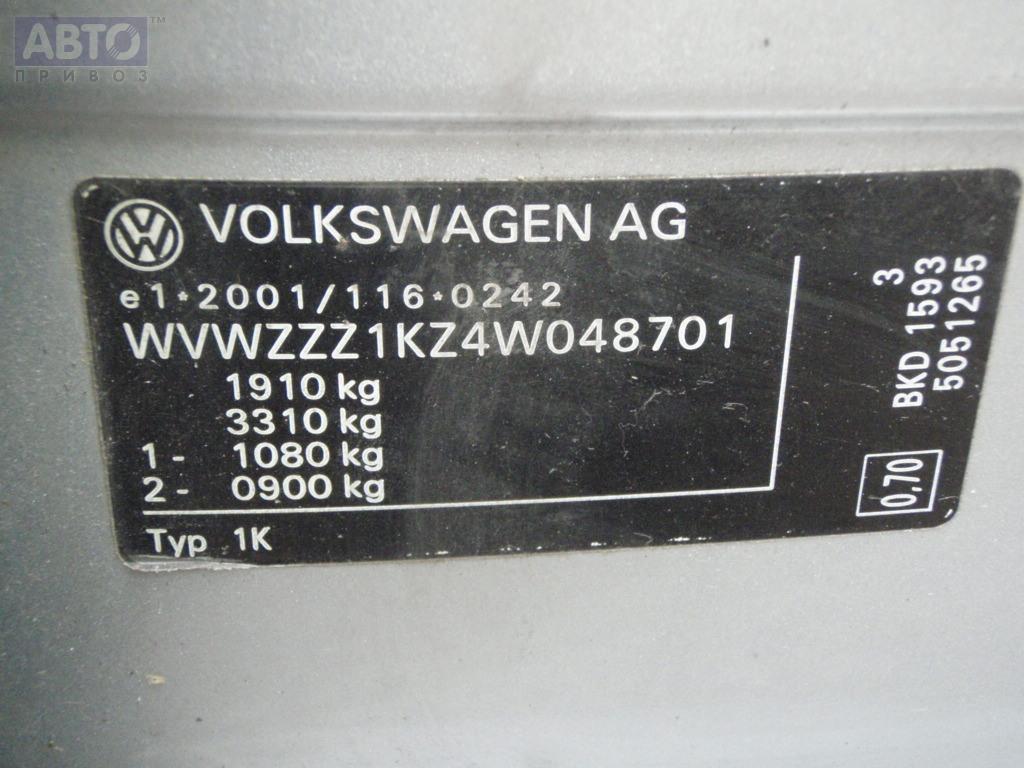 АВТО™
ПРИВОЗ
VOLKSWAGEN AG
e1*2001/116*0242
WVWZZZ1KZ4W048701
1910 kg
3310 kg
1- 1080 kg
2- 0900 kg
Typ 1K
3
BKD 1593
5051265
0,70